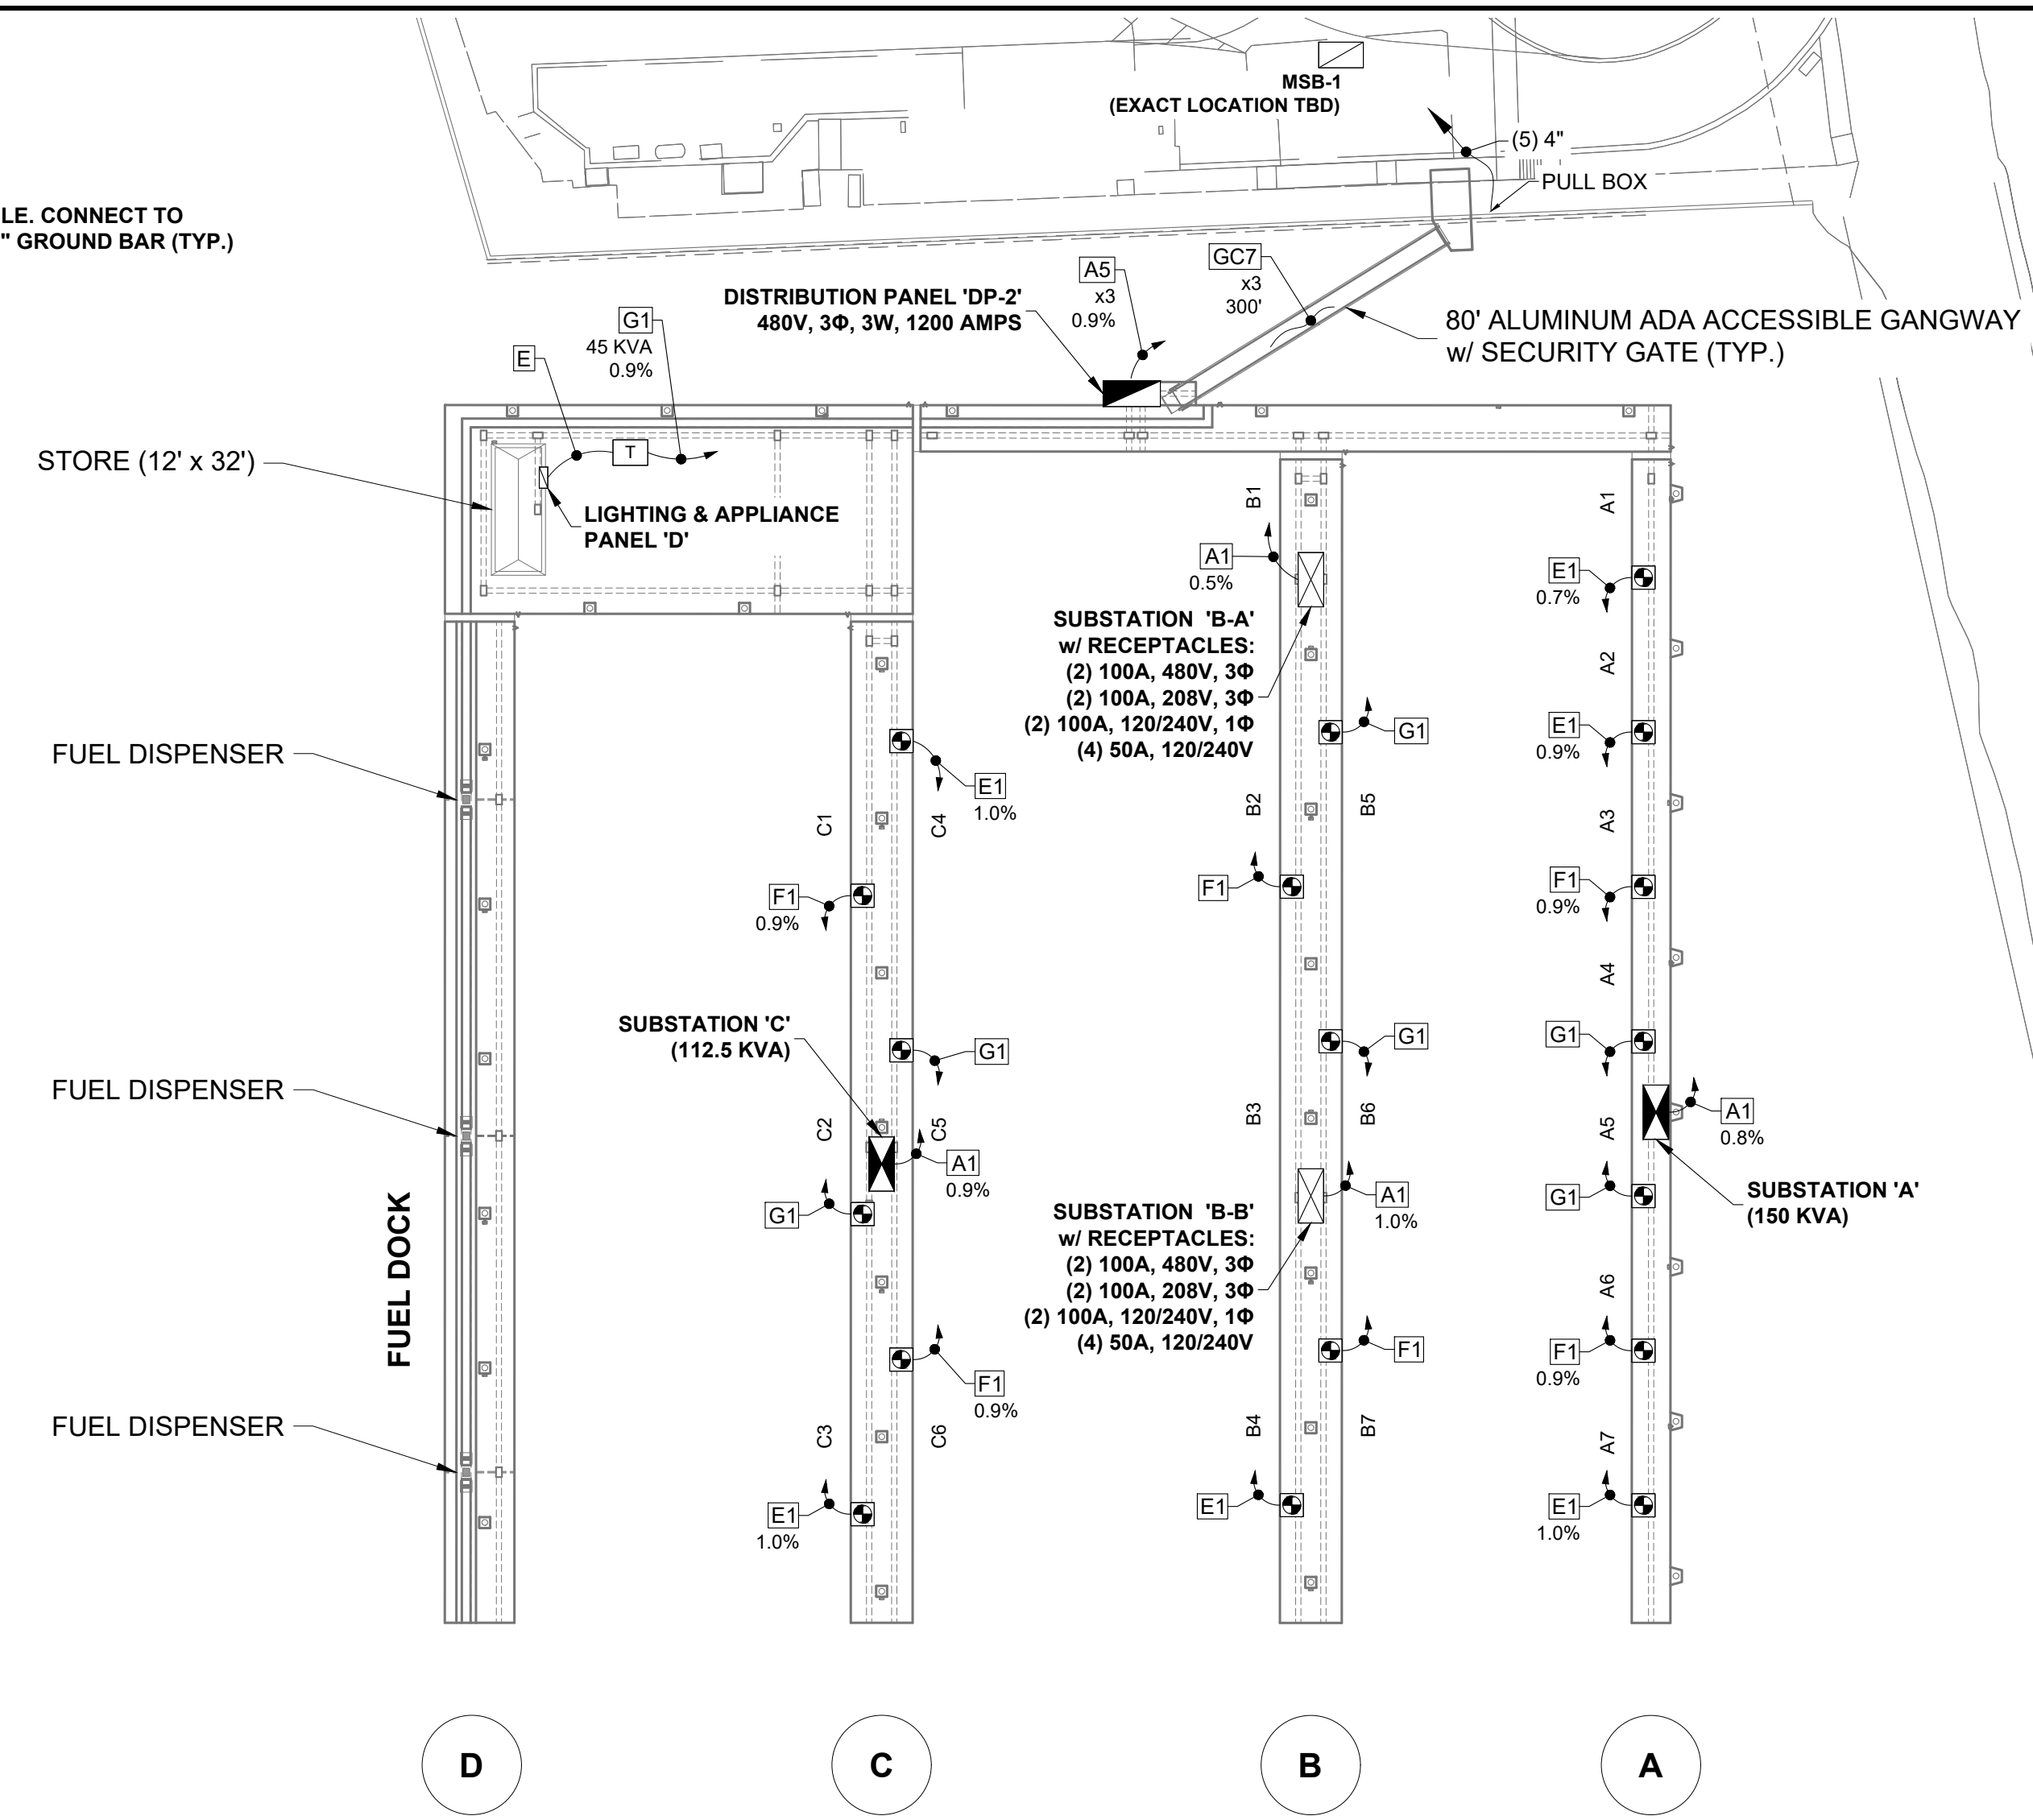 MSB-1
(EXACT LOCATION TBD)
(5) 4"
PULL BOX
LE. CONNECT TO
" GROUND BAR (TYP.)
A5
x3
0.9%
GC7
x3
300'
DISTRIBUTION PANEL 'DP-2'
480V, 3Φ, 3W, 1200 AMPS
80' ALUMINUM ADA ACCESSIBLE GANGWAY
w/ SECURITY GATE (TYP.)
G1
45 KVA
0.9%
E
T
STORE (12' x 32')
LIGHTING & APPLIANCE
PANEL 'D'
B1
A1
A1
0.5%
E1
0.7%
SUBSTATION 'B-A'
w/ RECEPTACLES:
(2) 100A, 480V, 3Φ
(2) 100A, 208V, 3Φ
(2) 100A, 120/240V, 1Φ
(4) 50A, 120/240V
A2
G1
E1
0.9%
FUEL DISPENSER
E1
1.0%
C1
C4
B2
B5
A3
F1
0.9%
F1
F1
0.9%
A4
SUBSTATION 'C'
(112.5 KVA)
G1
G1
G1
FUEL DISPENSER
C2
C5
B3
B6
A5
A1
0.8%
A1
0.9%
G1
A1
1.0%
G1
SUBSTATION 'A'
(150 KVA)
SUBSTATION 'B-B'
w/ RECEPTACLES:
(2) 100A, 480V, 3Φ
(2) 100A, 208V, 3Φ
(2) 100A, 120/240V, 1Φ
(4) 50A, 120/240V
FUEL DOCK
A6
F1
F1
0.9%
F1
0.9%
FUEL DISPENSER
C3
C6
B4
B7
A7
E1
1.0%
E1
E1
1.0%
D
C
B
A